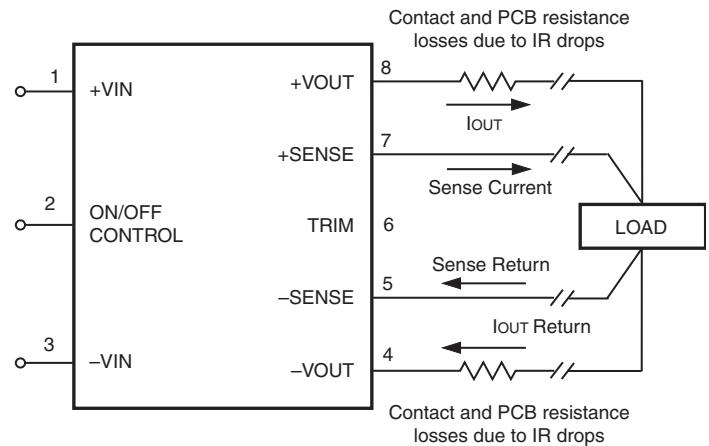 Contact and PCB resistance
losses due to IR drops
1
+VIN
+VOUT
8
IOUT
+SENSE
7
Sense Current
2
ON/OFF
CONTROL
TRIM
6
LOAD
Sense Return
–SENSE
5
IOUT Return
3
–VIN
–VOUT
4
Contact and PCB resistance
losses due to IR drops